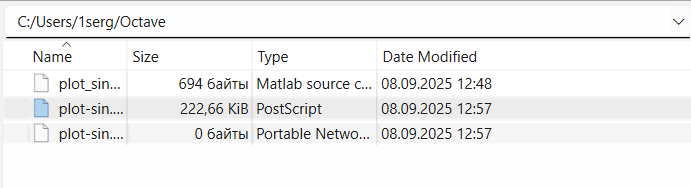 C:/Users/1serg/Octave
Name Size Type Date Modified
plot_sin... 694 байты Matlab source c... 08.09.2025 12:48
plot-sin.... 222,66 KiB PostScript 08.09.2025 12:57
plot-sin.... 0 байты Portable Netwo... 08.09.2025 12:57